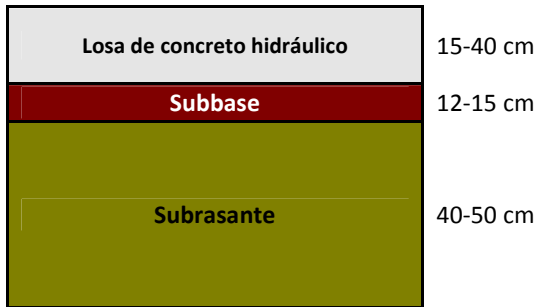 Losa de concreto hidráulico 15-40 cm
Subbase 12-15 cm
Subrasante 40-50 cm